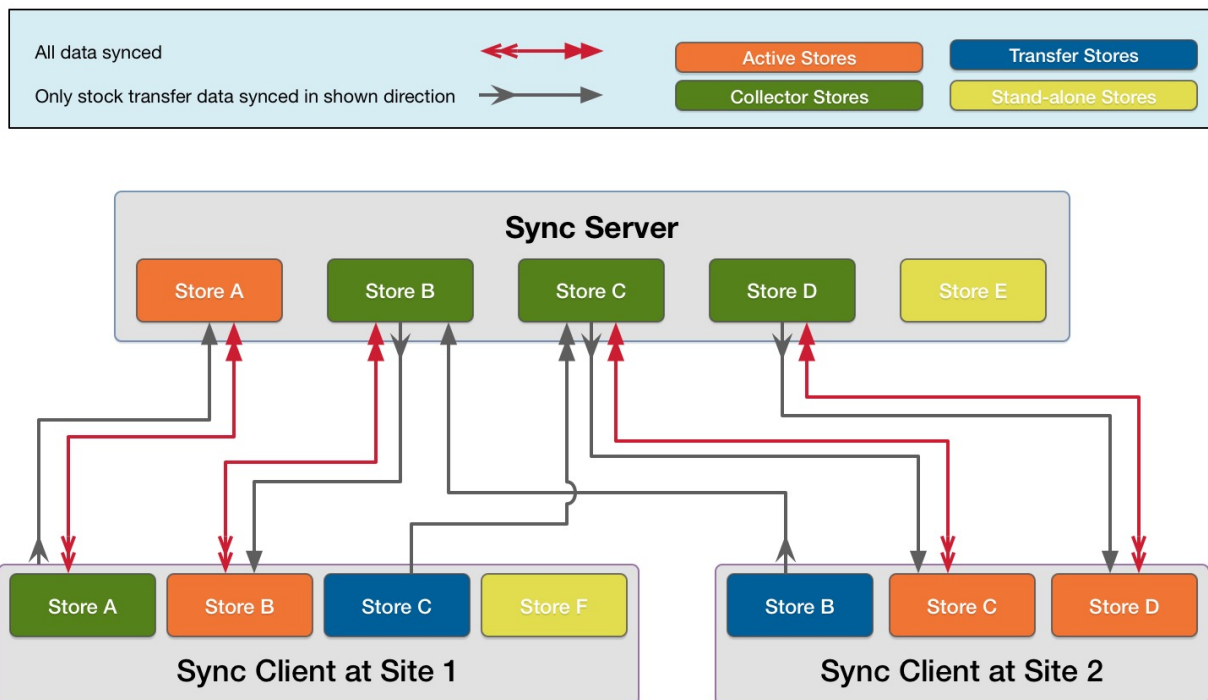 All data synced
Only stock transfer data synced in shown direction
Active Stores
Transfer Stores
Collector Stores
Stand-alone Stores
Sync Server
Store A
Store B
Store C
Store D
Store E
Store A
Store B
Store C
Store F
Sync Client at Site 1
Store B
Store C
Store D
Sync Client at Site 2